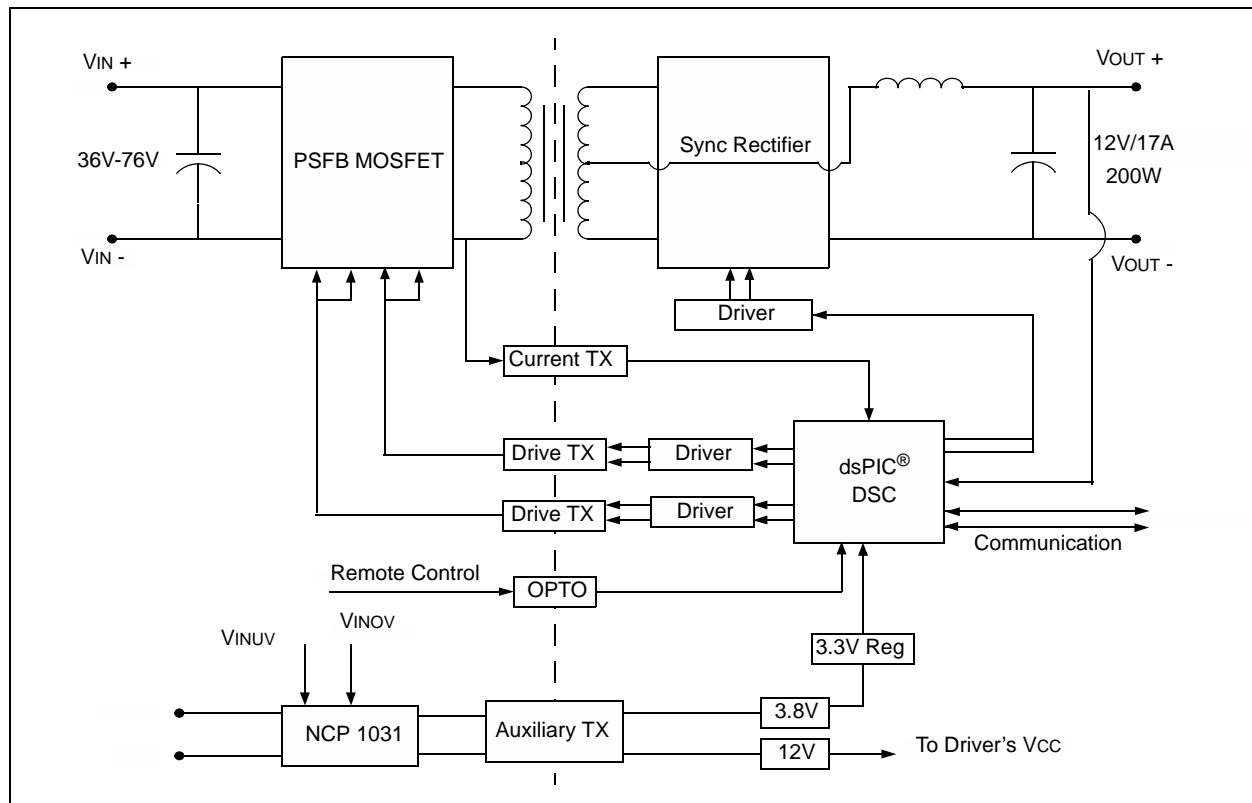 VIN +
36V-76V
VIN -
PSFB MOSFET
Sync Rectifier
VOUT +
12V/17A
200W
VOUT -
Driver
Current TX
Drive TX
Driver
dsPIC®
DSC
Drive TX
Driver
Communication
Remote Control
OPTO
VINUV
VINOV
3.3V Reg
NCP 1031
Auxiliary TX
3.8V
12V
To Driver's VCC